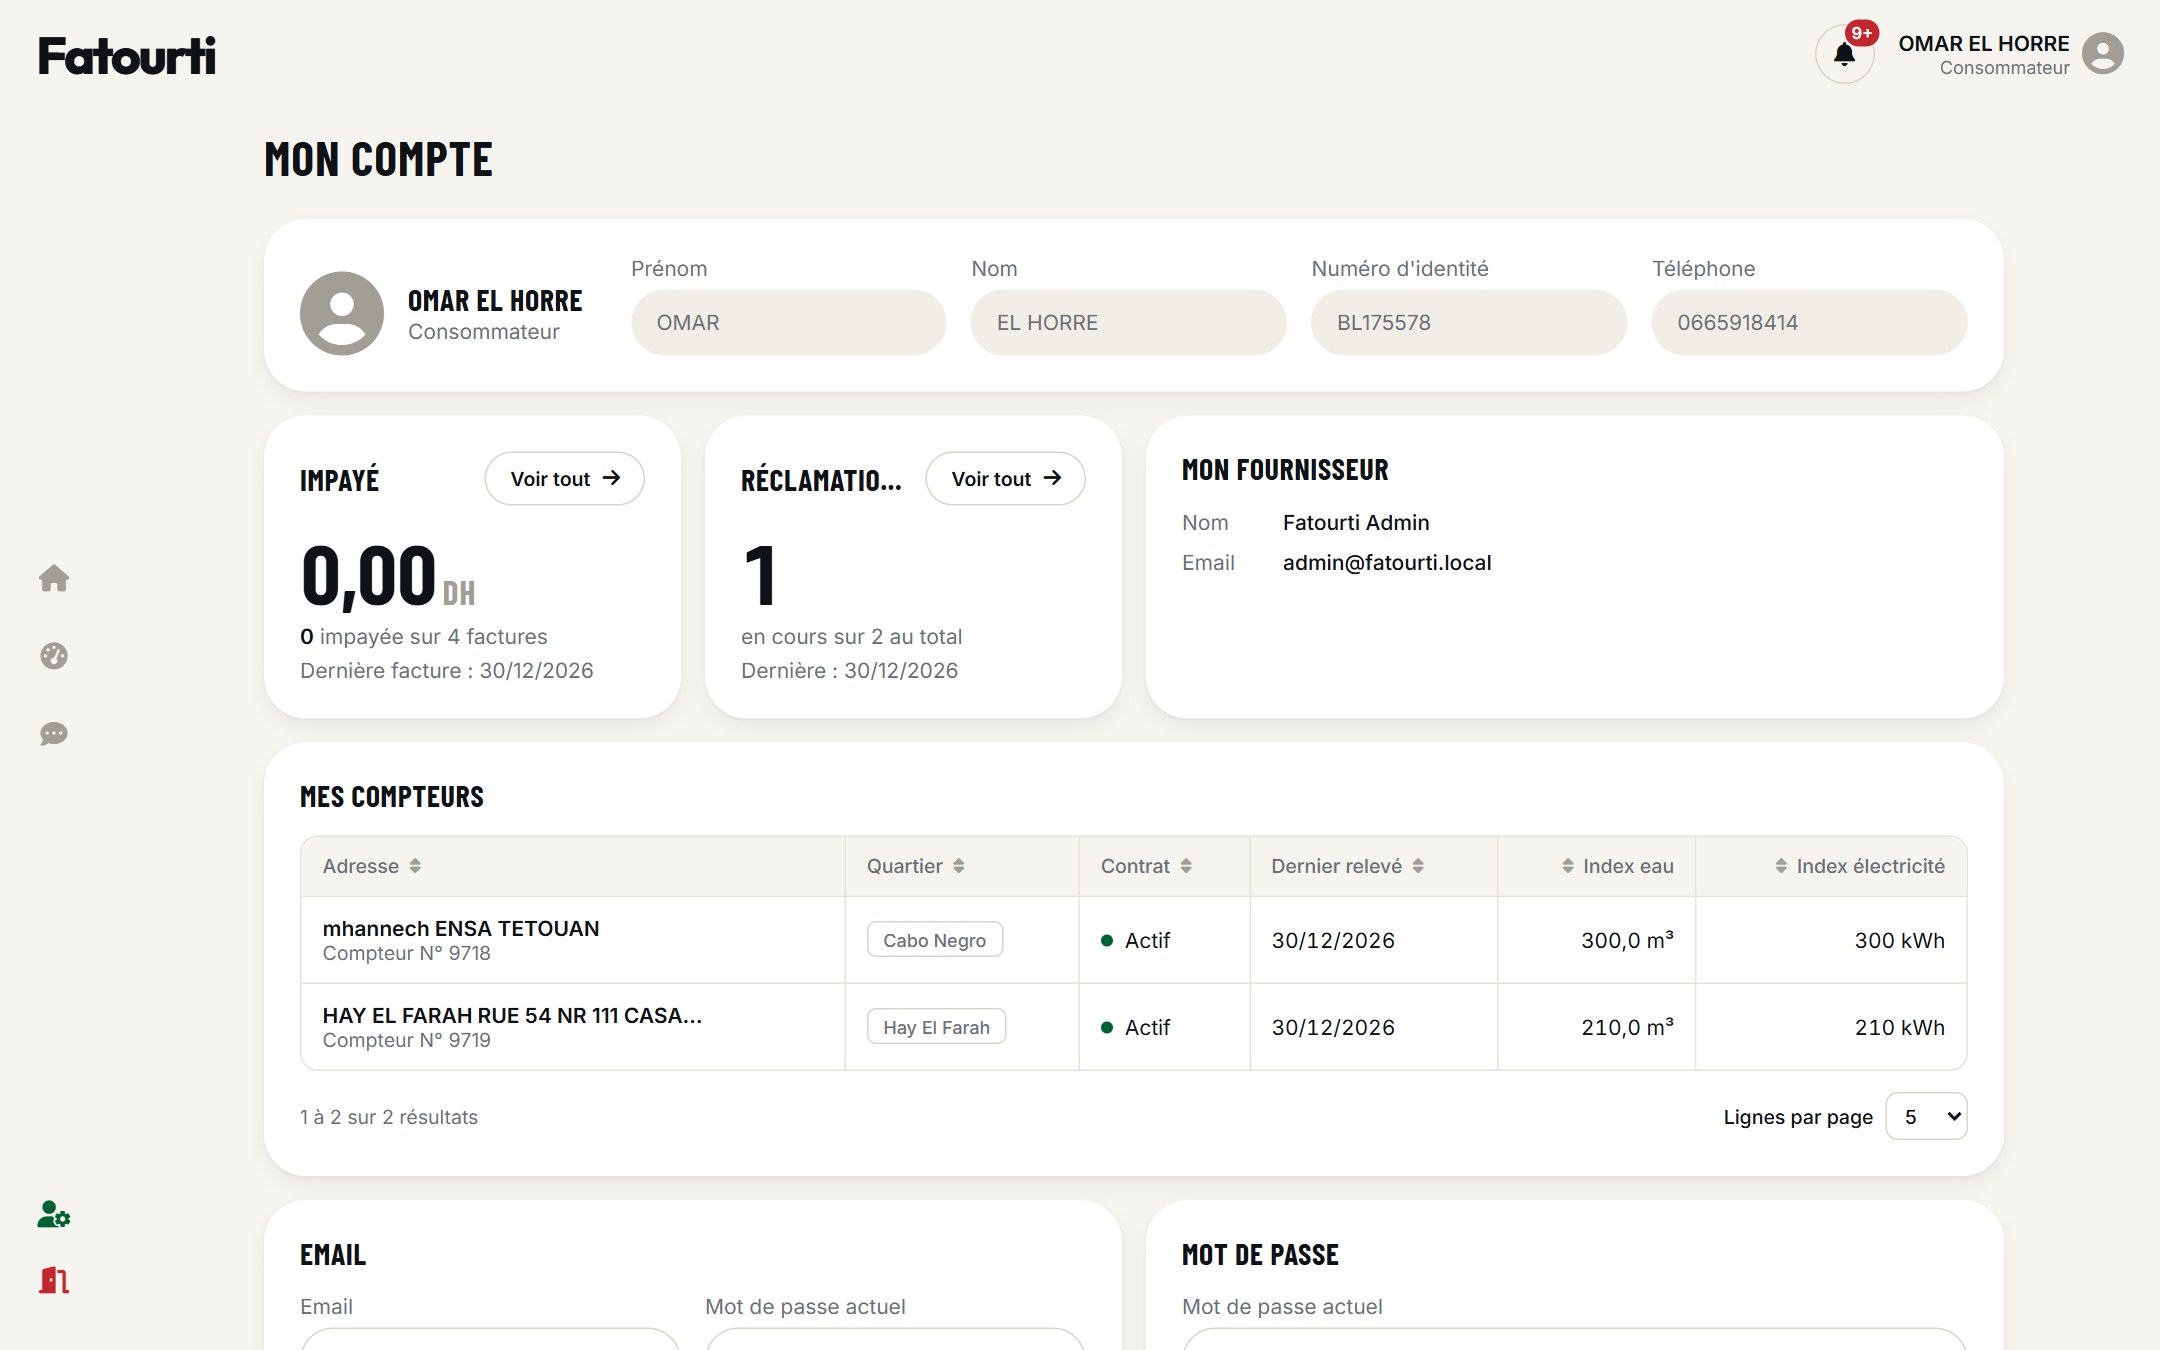 Fatourti
9+
OMAR EL HORRE
Consommateur
MON COMPTE
OMAR EL HORRE
Consommateur
Prénom
OMAR
Nom
EL HORRE
Numéro d'identité
BL175578
Téléphone
0665918414
IMPAYÉ
Voir tout
0,00 DH
0 impayée sur 4 factures
Dernière facture : 30/12/2026
RÉCLAMATIO...
Voir tout
1
en cours sur 2 au total
Dernière : 30/12/2026
MON FOURNISSEUR
Nom Fatourti Admin
Email admin@fatourti.local
MES COMPTEURS
Adresse Quartier Contrat Dernier relevé Index eau Index électricité
mhannech ENSA TETOUAN
Compteur N° 9718
Cabo Negro
Actif
30/12/2026
300,0 m³
300 kWh
HAY EL FARAH RUE 54 NR 111 CASA...
Compteur N° 9719
Hay El Farah
Actif
30/12/2026
210,0 m³
210 kWh
1 à 2 sur 2 résultats
Lignes par page 5
EMAIL
Email
Mot de passe actuel
MOT DE PASSE
Mot de passe actuel